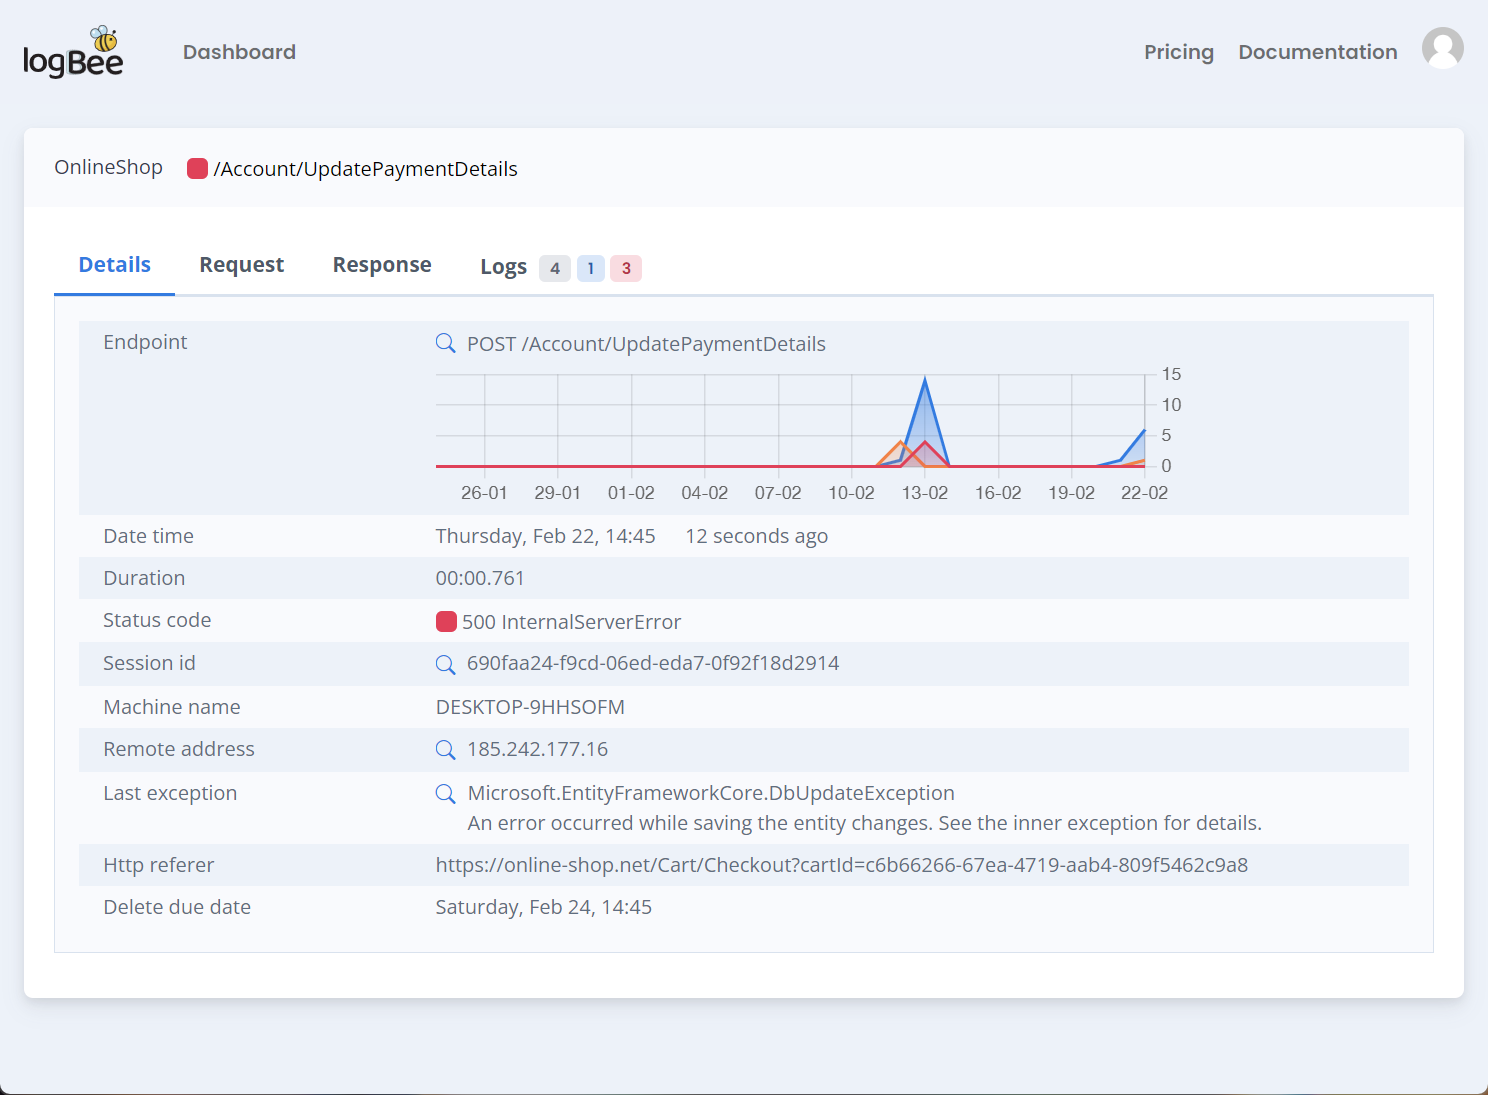 logBee
Dashboard
Pricing
Documentation
OnlineShop
/Account/UpdatePaymentDetails
Details
Request
Response
Logs 4 1 3
Endpoint
POST /Account/UpdatePaymentDetails
15
10
5
0
26-01 29-01 01-02 04-02 07-02 10-02 13-02 16-02 19-02 22-02
Date time
Thursday, Feb 22, 14:45 12 seconds ago
Duration
00:00.761
Status code
500 InternalServerError
Session id
690faa24-f9cd-06ed-eda7-0f92f18d2914
Machine name
DESKTOP-9HHSOFM
Remote address
185.242.177.16
Last exception
Microsoft.EntityFrameworkCore.DbUpdateException
An error occurred while saving the entity changes. See the inner exception for details.
Http referer
https://online-shop.net/Cart/Checkout?cartId=c6b66266-67ea-4719-aab4-809f5462c9a8
Delete due date
Saturday, Feb 24, 14:45